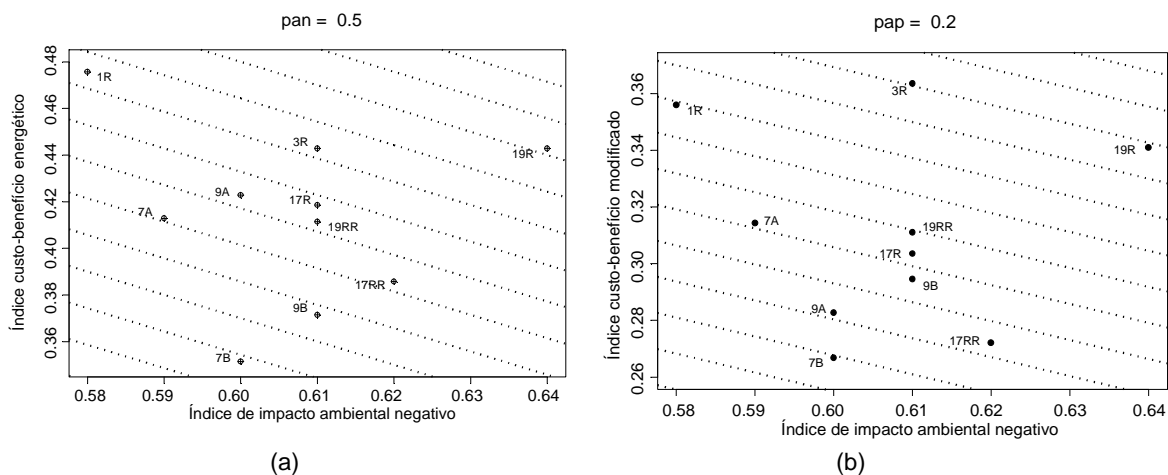 pan = 0.5
Índice custo-benefício energético
0.48
0.46
0.44
0.42
0.40
0.38
0.36
1R
3R
19R
9A
17R
7A
19RR
17RR
9B
7B
0.58 0.59 0.60 0.61 0.62 0.63 0.64
Índice de impacto ambiental negativo
(a)
pap = 0.2
Índice custo-benefício modificado
0.36
0.34
0.32
0.30
0.28
0.26
3R
1R
19R
7A
19RR
17R
9B
9A
17RR
7B
0.58 0.59 0.60 0.61 0.62 0.63 0.64
Índice de impacto ambiental negativo
(b)